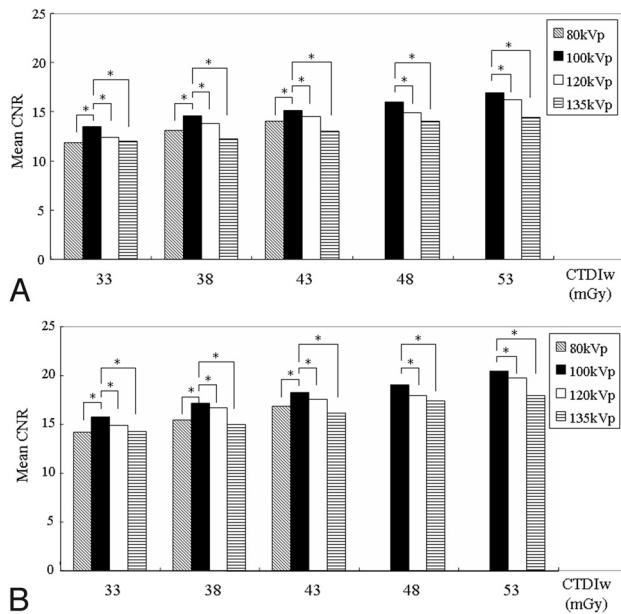 A
Mean CNR
25
20
15
10
5
0
* * *
* * *
* * *
* *
* *
80kVp
100kVp
120kVp
135kVp
33 38 43 48 53
CTDIw
(mGy)
B
Mean CNR
25
20
15
10
5
0
* * *
* * *
* * *
* *
* *
80kVp
100kVp
120kVp
135kVp
33 38 43 48 53
CTDIw
(mGy)